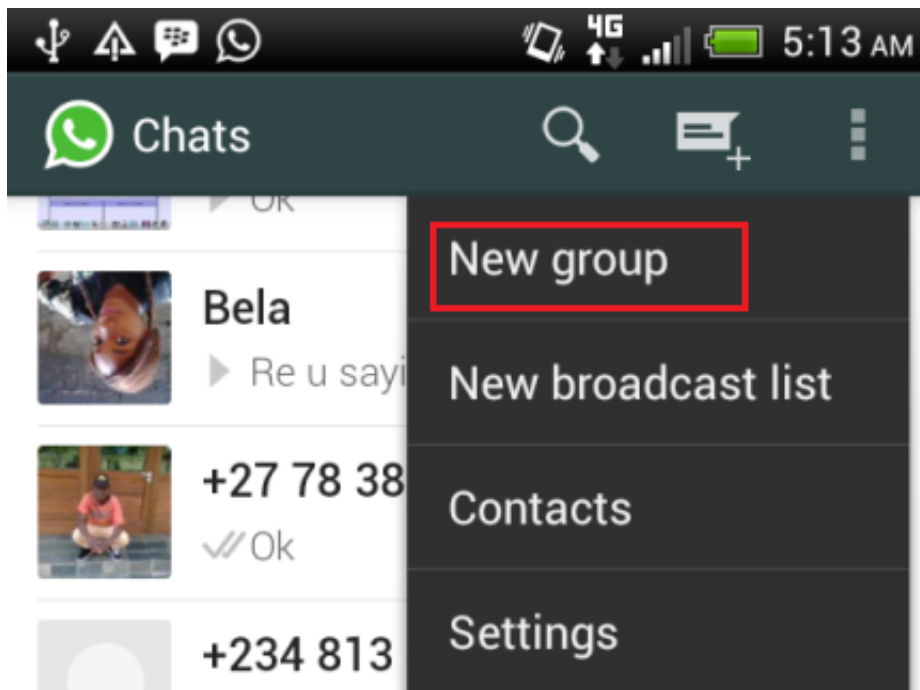 4G 5:13 AM
Chats
Ok
New group
Bela
Re u sayi
New broadcast list
+27 78 38
Ok
Contacts
+234 813
Settings